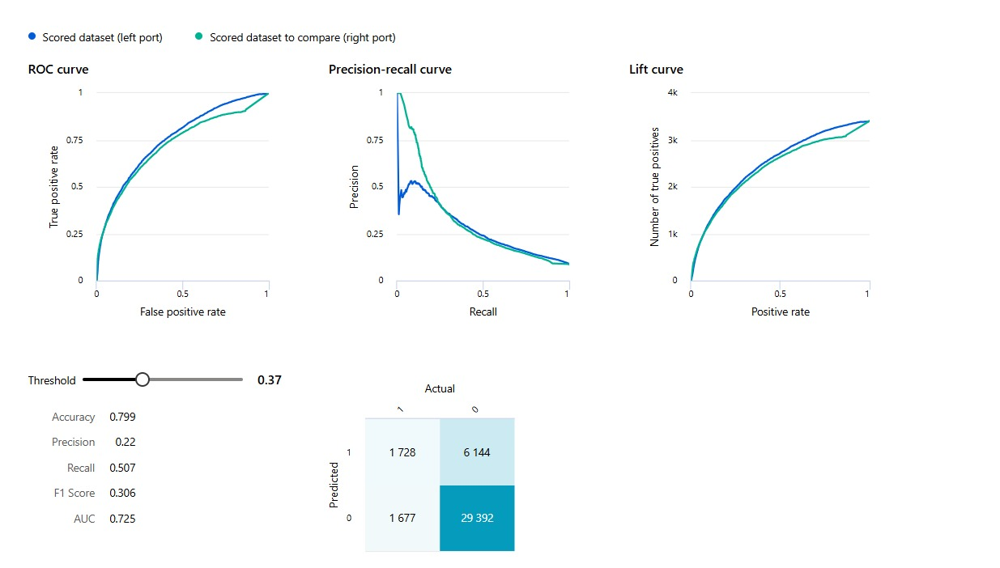 Scored dataset (left port) Scored dataset to compare (right port)
ROC curve
1
0.75
0.5
0.25
0
0 0.5 1
True positive rate
False positive rate
Precision-recall curve
1
0.75
0.5
0.25
0
0 0.5 1
Precision
Recall
Lift curve
4k
3k
2k
1k
0
0 0.5 1
Number of true positives
Positive rate
Threshold 0.37
Accuracy 0.799
Precision 0.22
Recall 0.507
F1 Score 0.306
AUC 0.725
Actual
1 0
Predicted
1 1 728 6 144
0 1 677 29 392